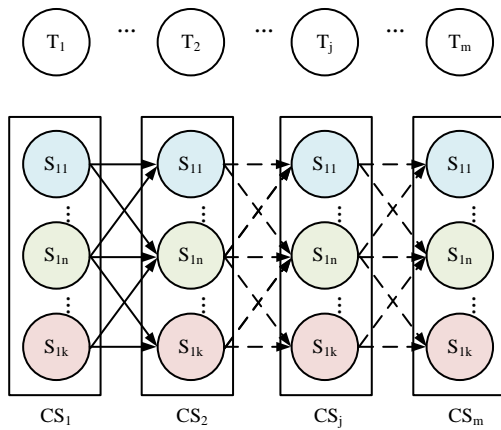 T₁ ... T₂ ... Tⱼ ... Tₘ
S₁₁ S₁₁ S₁₁ S₁₁
⋮ ⋮ ⋮ ⋮
S₁ₙ S₁ₙ S₁ₙ S₁ₙ
⋮ ⋮ ⋮ ⋮
S₁ₖ S₁ₖ S₁ₖ S₁ₖ
CS₁ CS₂ CSⱼ CSₘ